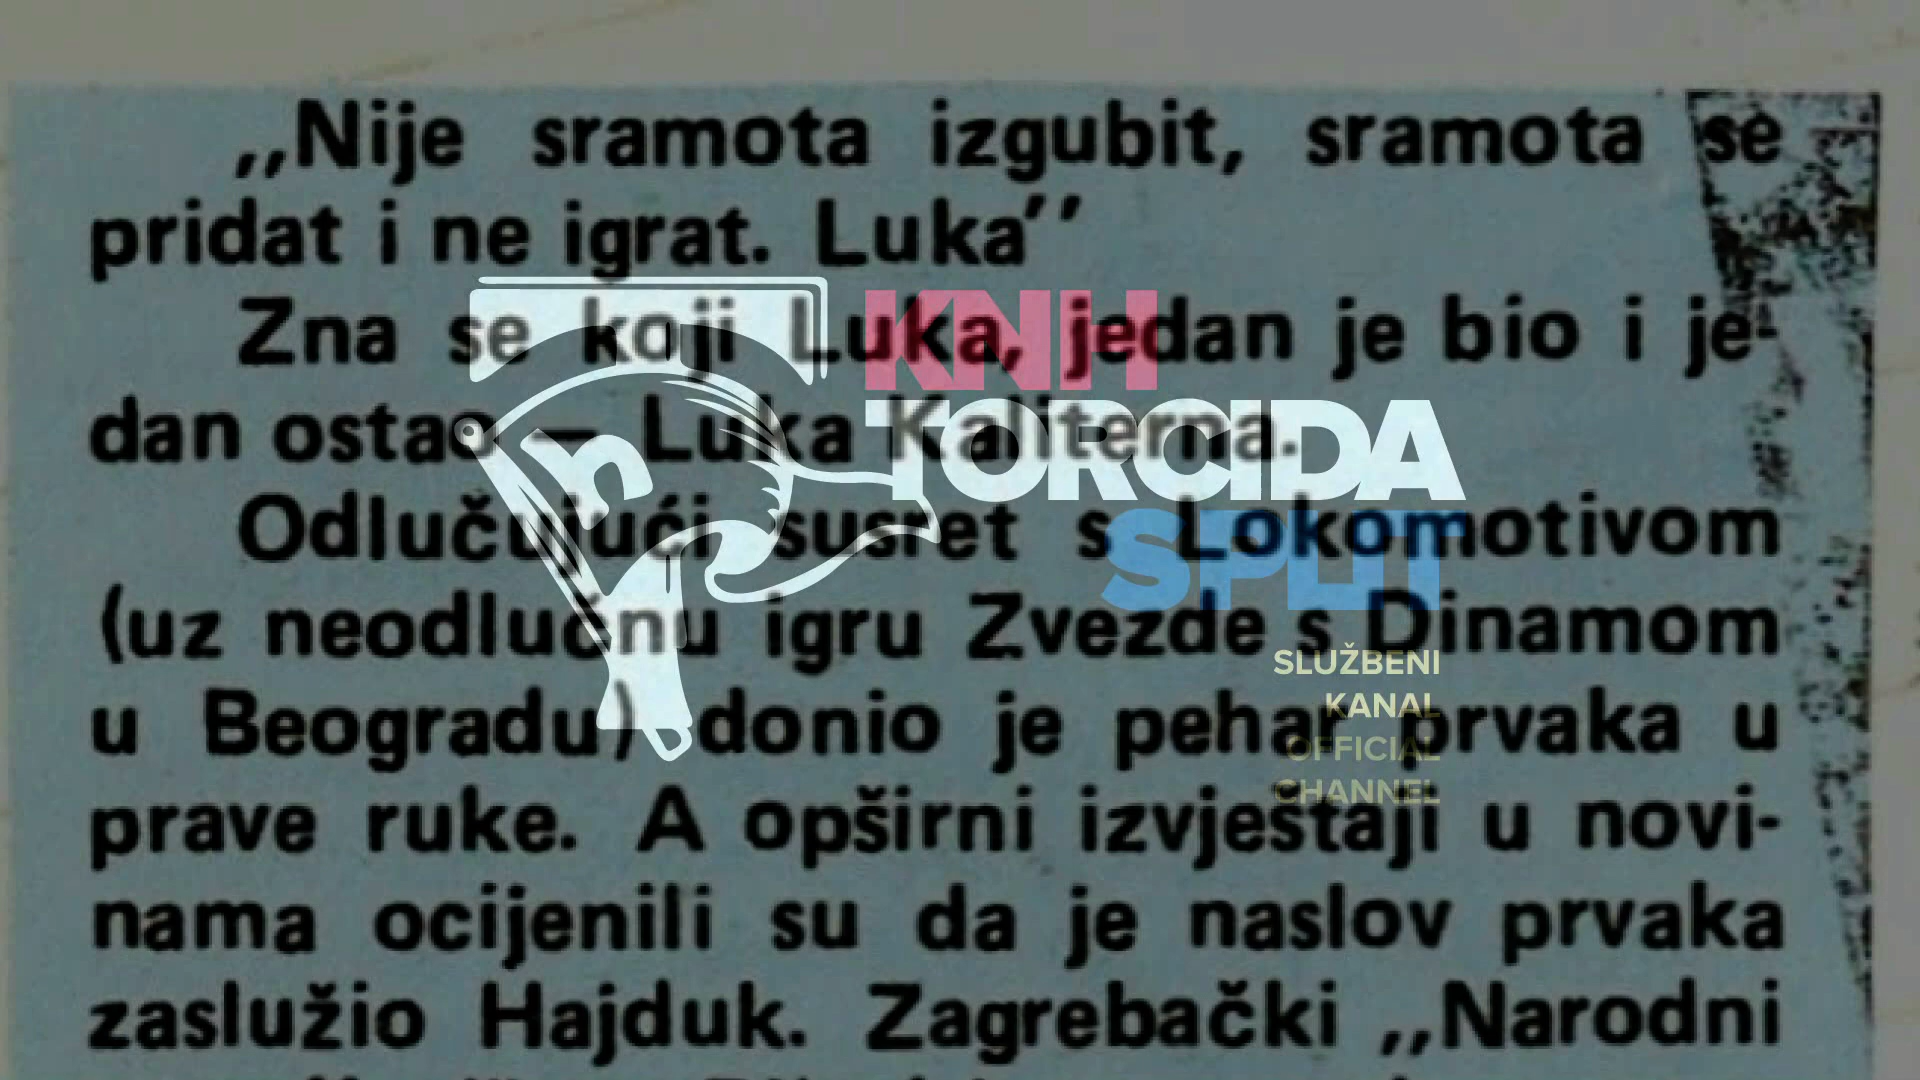 ,,Nije sramota izgubit, sramota se
pridat i ne igrat. Luka’’
Zna se koji Luka, jedan je bio i je-
dan ostao — Luka Kaliterna.
Odlučujući susret s Lokomotivom
(uz neodlučnu igru Zvezde s Dinamom
u Beogradu) donio je pehar prvaka u
prave ruke. A opširni izvještaji u novi-
nama ocijenili su da je naslov prvaka
zaslužio Hajduk. Zagrebački ,,Narodni
KNH
TORCIDA
SPLIT
SLUŽBENI
KANAL
OFFICIAL
CHANNEL